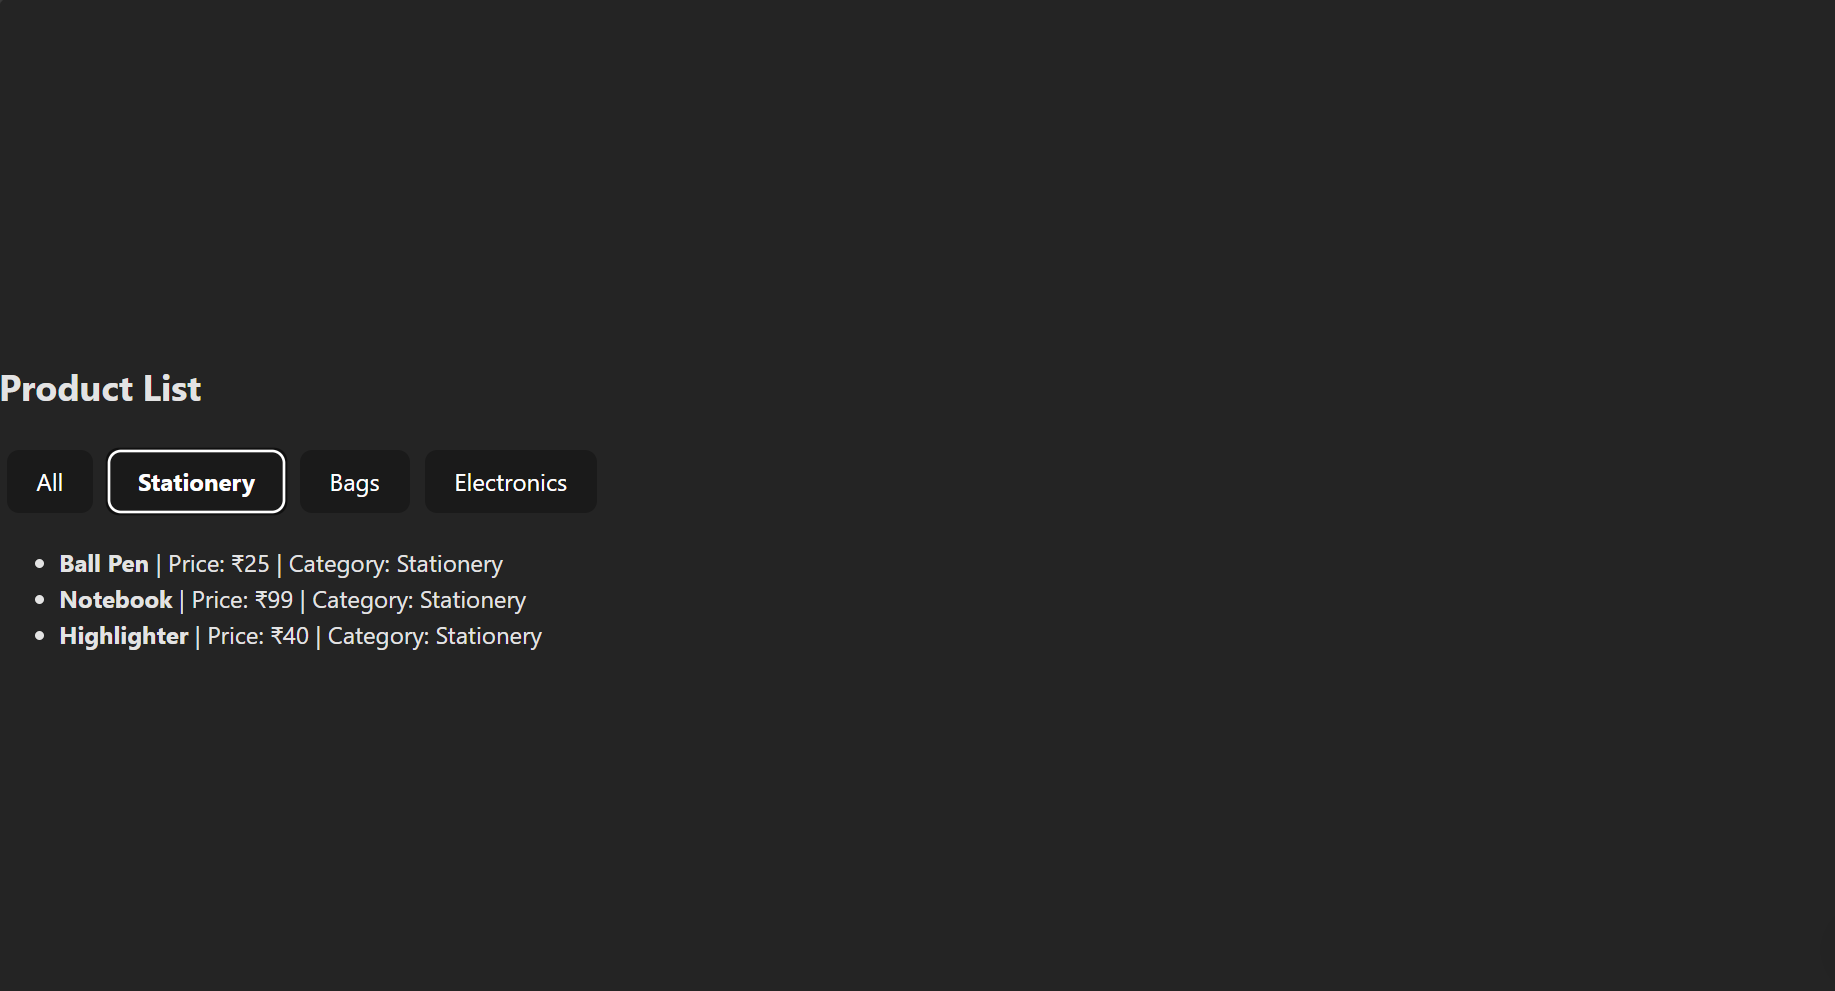 Product List
All Stationery Bags Electronics
• Ball Pen | Price: ₹25 | Category: Stationery
• Notebook | Price: ₹99 | Category: Stationery
• Highlighter | Price: ₹40 | Category: Stationery